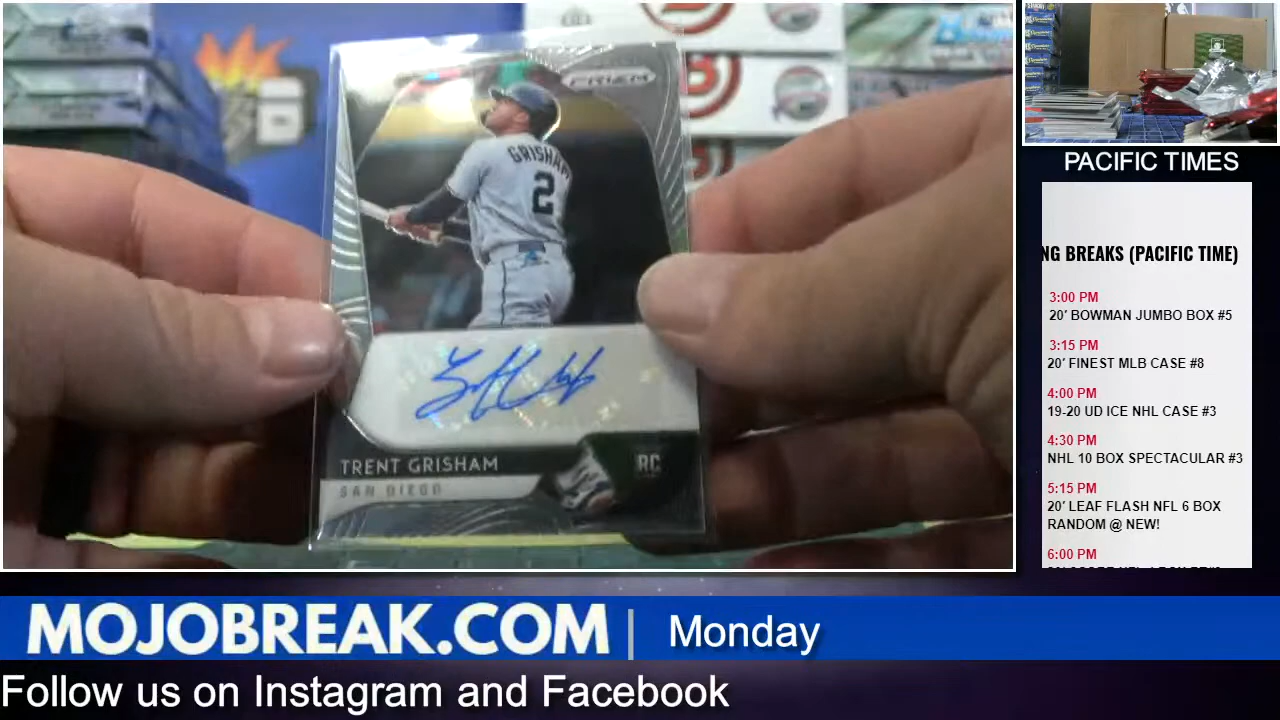 PRIZM
GRISHAM
2
TRENT GRISHAM
RC
SAN DIEGO
PACIFIC TIMES
NG BREAKS (PACIFIC TIME)
3:00 PM
20' BOWMAN JUMBO BOX #5
3:15 PM
20' FINEST MLB CASE #8
4:00 PM
19-20 UD ICE NHL CASE #3
4:30 PM
NHL 10 BOX SPECTACULAR #3
5:15 PM
20' LEAF FLASH NFL 6 BOX
RANDOM @ NEW!
6:00 PM
MOJOBREAK.COM | Monday
Follow us on Instagram and Facebook